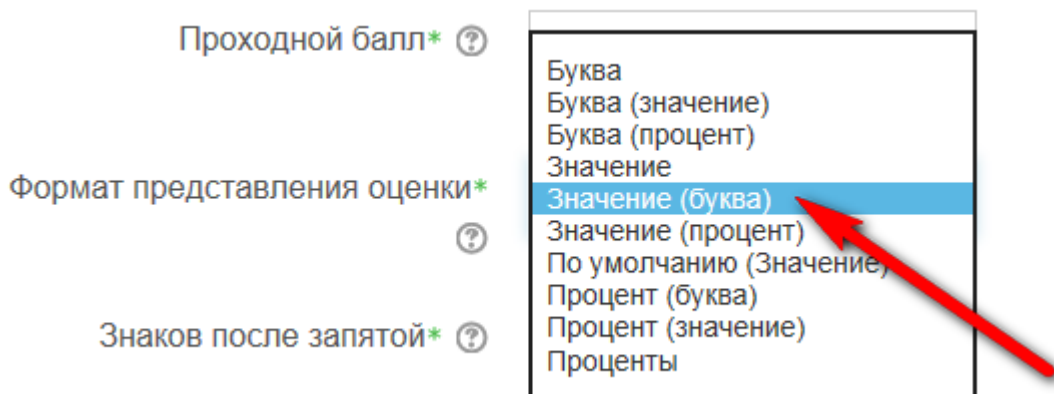 Проходной балл*
Буква
Буква (значение)
Буква (процент)
Значение
Формат представления оценки*
Значение (буква)
Значение (процент)
По умолчанию (Значение)
Процент (буква)
Знаков после запятой*
Процент (значение)
Проценты